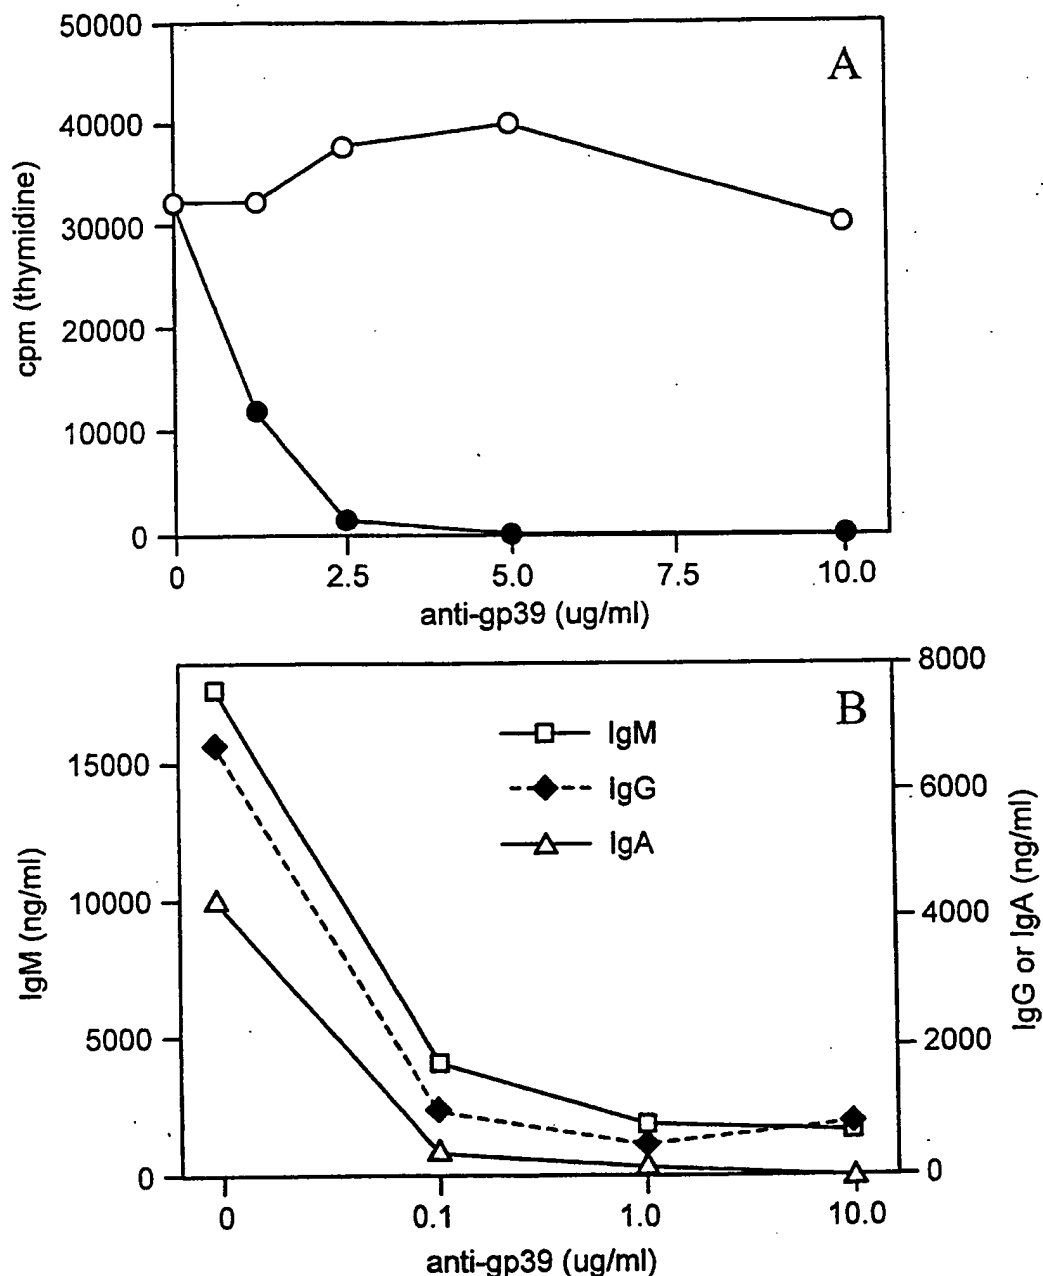 A
50000
40000
30000
20000
10000
0
cpm (thymidine)
0 2.5 5.0 7.5 10.0
anti-gp39 (ug/ml)
B
IgM
IgG
IgA
15000
10000
5000
0
IgM (ng/ml)
8000
6000
4000
2000
0
IgG or IgA (ng/ml)
0 0.1 1.0 10.0
anti-gp39 (ug/ml)